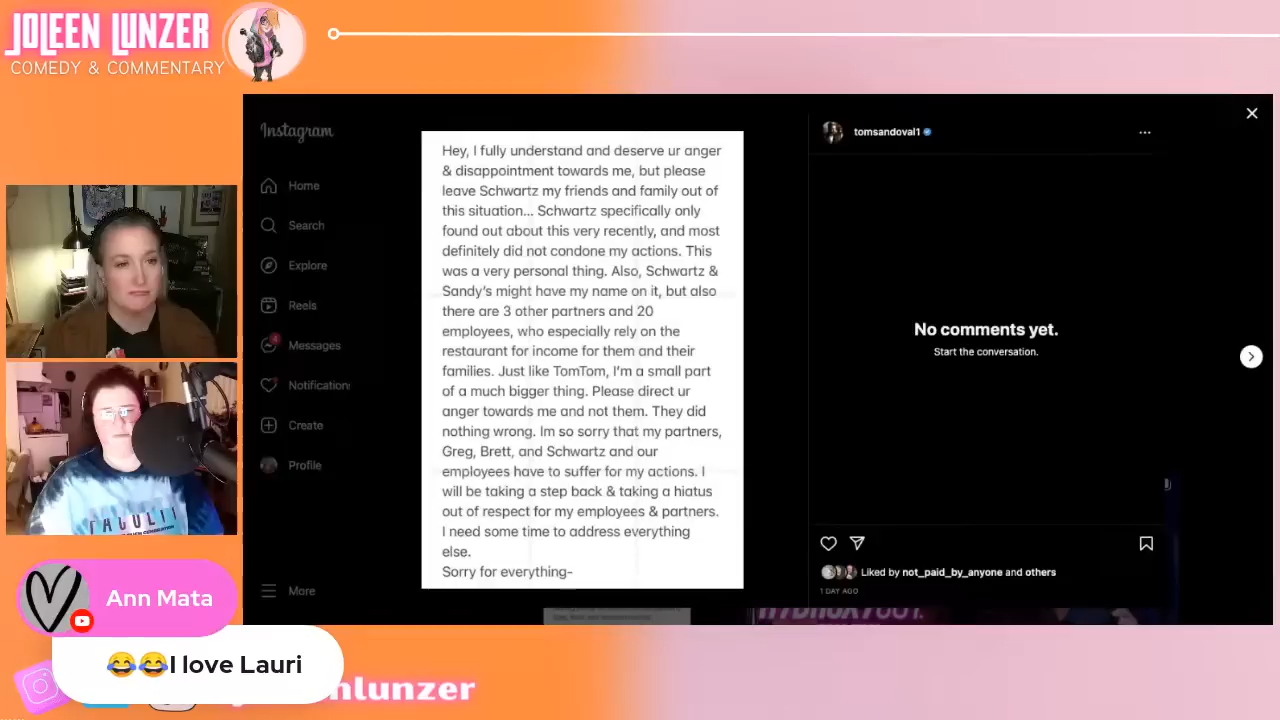 JOLEEN LUNZER
COMEDY & COMMENTARY
Instagram
Home
Search
Explore
Reels
4
Messages
Notifications
Create
Profile
More
Hey, I fully understand and deserve ur anger
& disappointment towards me, but please
leave Schwartz my friends and family out of
this situation... Schwartz specifically only
found out about this very recently, and most
definitely did not condone my actions. This
was a very personal thing. Also, Schwartz &
Sandy's might have my name on it, but also
there are 3 other partners and 20
employees, who especially rely on the
restaurant for income for them and their
families. Just like TomTom, I'm a small part
of a much bigger thing. Please direct ur
anger towards me and not them. They did
nothing wrong. Im so sorry that my partners,
Greg, Brett, and Schwartz and our
employees have to suffer for my actions. I
will be taking a step back & taking a hiatus
out of respect for my employees & partners.
I need some time to address everything
else.
Sorry for everything-
tomsandoval1
No comments yet.
Start the conversation.
Liked by not_paid_by_anyone and others
1 DAY AGO
Ann Mata
😂😂I love Lauri
nlunzer